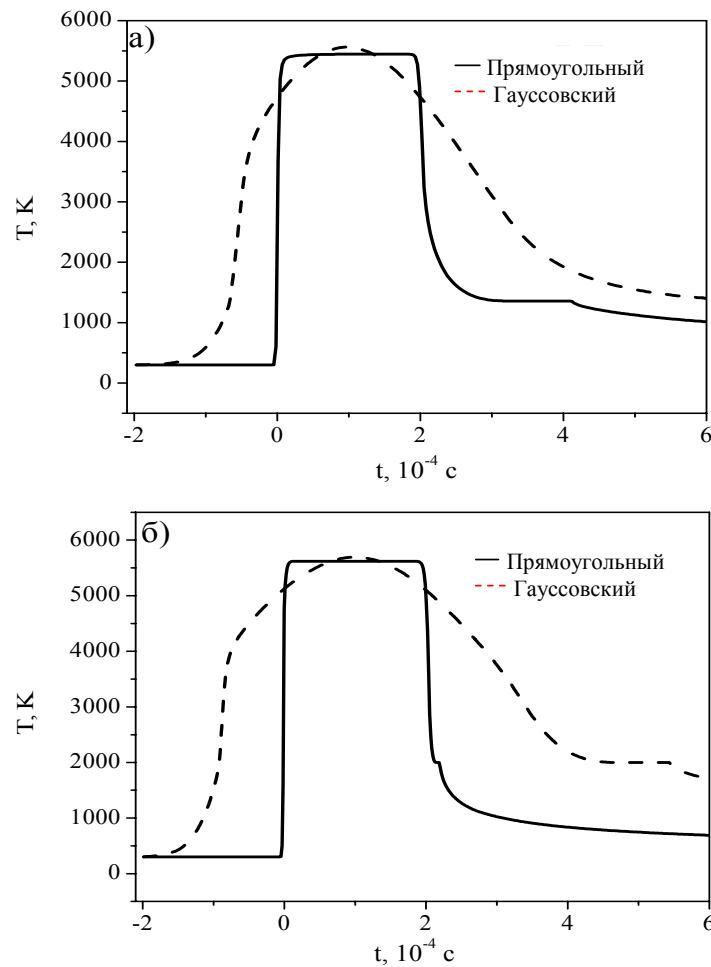 а)
6000
5000
4000
3000
2000
1000
0
T, K
Прямоугольный
Гауссовский
-2 0 2 4 6
t, 10⁻⁴ с
б)
6000
5000
4000
3000
2000
1000
0
T, K
Прямоугольный
Гауссовский
-2 0 2 4 6
t, 10⁻⁴ с